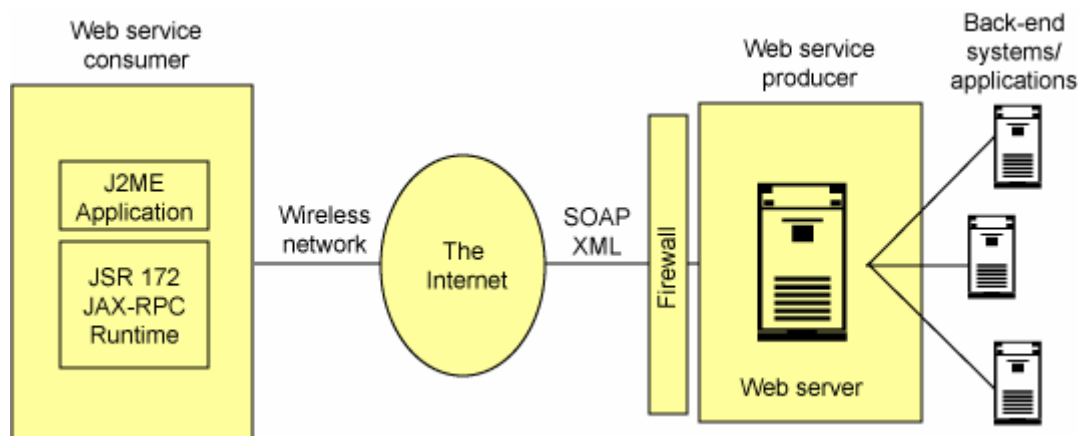 Web service
consumer
J2ME
Application
JSR 172
JAX-RPC
Runtime
Wireless
network
The
Internet
SOAP
XML
Firewall
Web service
producer
Web server
Back-end
systems/
applications